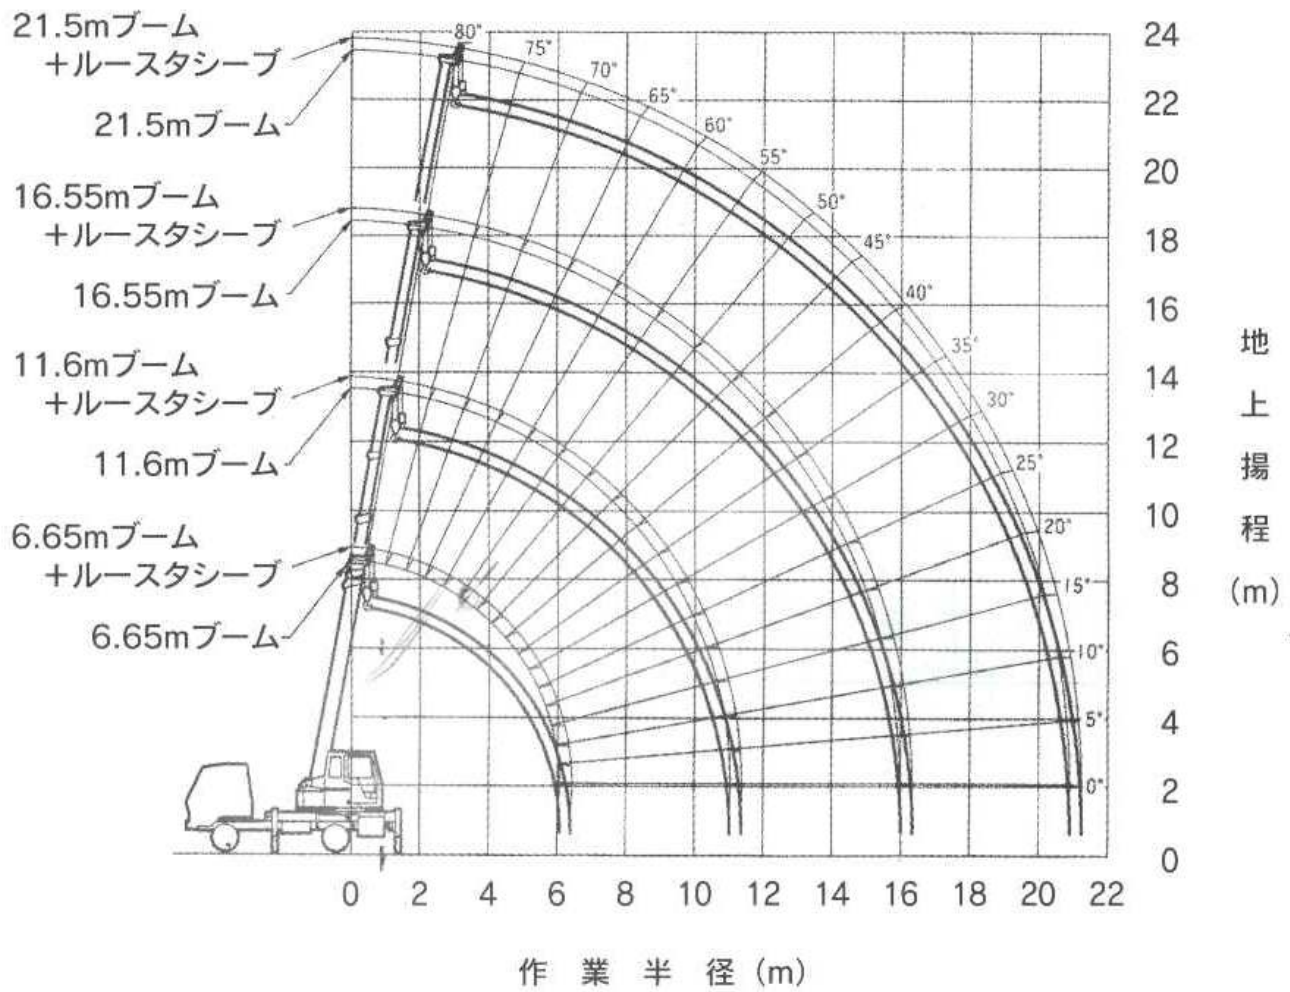 21.5mブーム
+ルースタシーブ
21.5mブーム
16.55mブーム
+ルースタシーブ
16.55mブーム
11.6mブーム
+ルースタシーブ
11.6mブーム
6.65mブーム
+ルースタシーブ
6.65mブーム
80°
75°
70°
65°
60°
55°
50°
45°
40°
35°
30°
25°
20°
15°
10°
5°
0°
24
22
20
18
16
14
12
10
8
6
4
2
0
地上揚程(m)
0 2 4 6 8 10 12 14 16 18 20 22
作業半径(m)